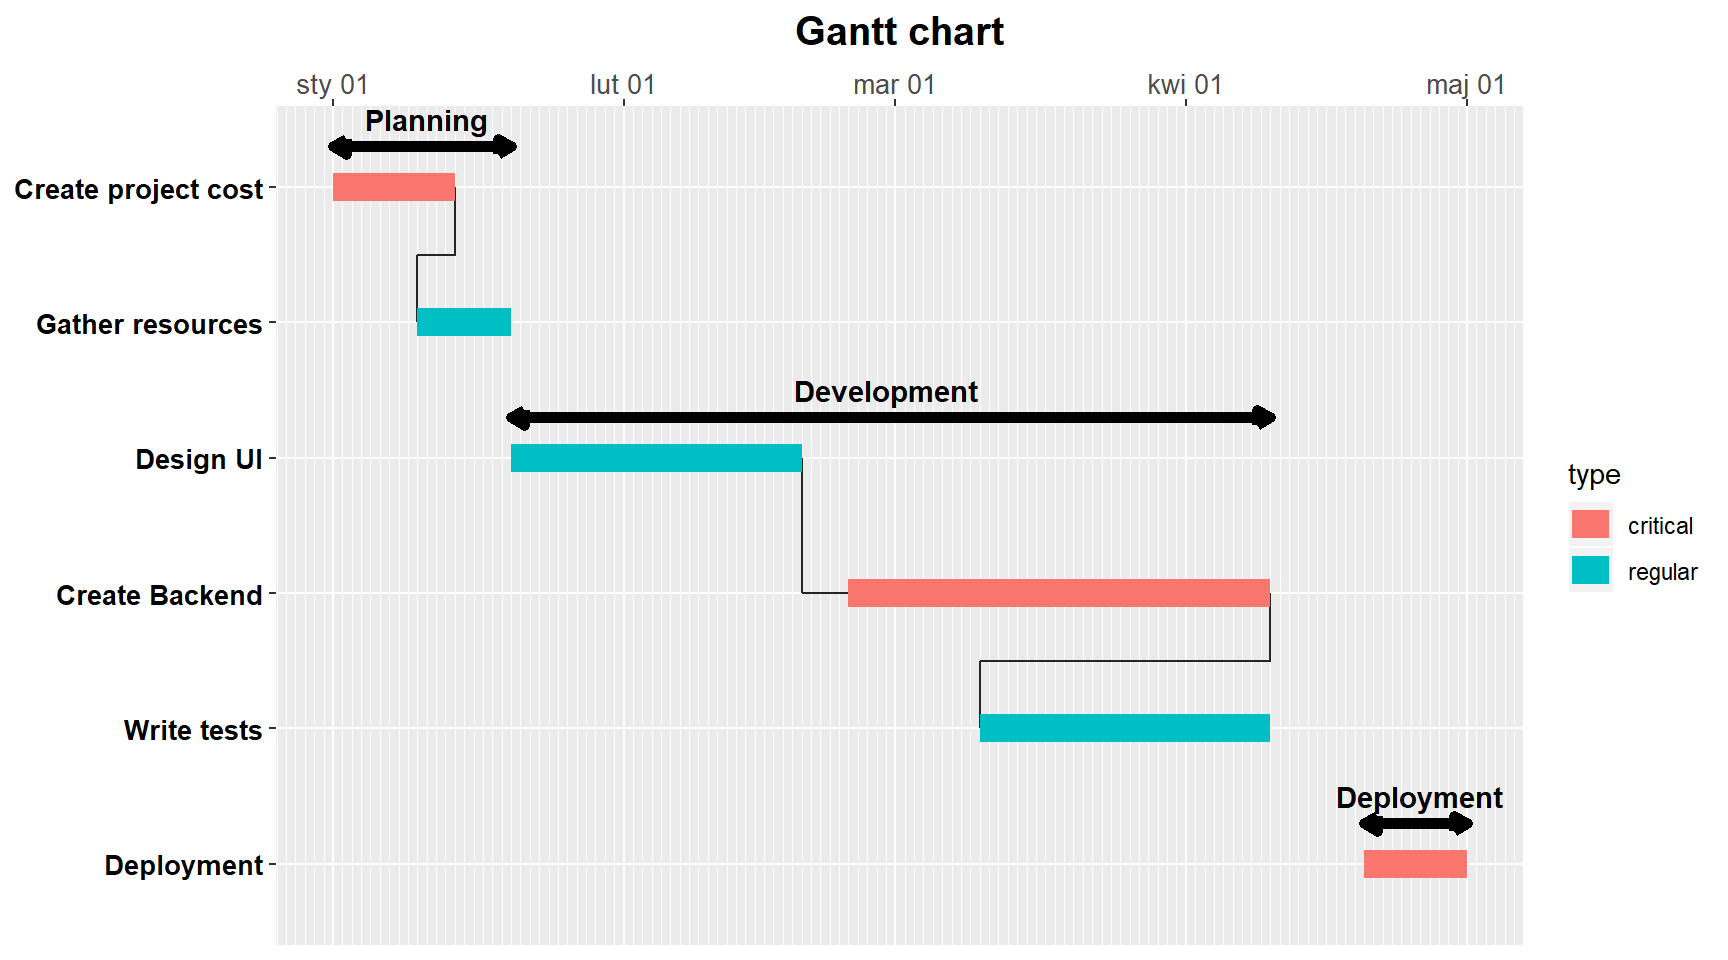 Gantt chart
sty 01
lut 01
mar 01
kwi 01
maj 01
Planning
Create project cost
Gather resources
Development
Design UI
type
critical
regular
Create Backend
Write tests
Deployment
Deployment